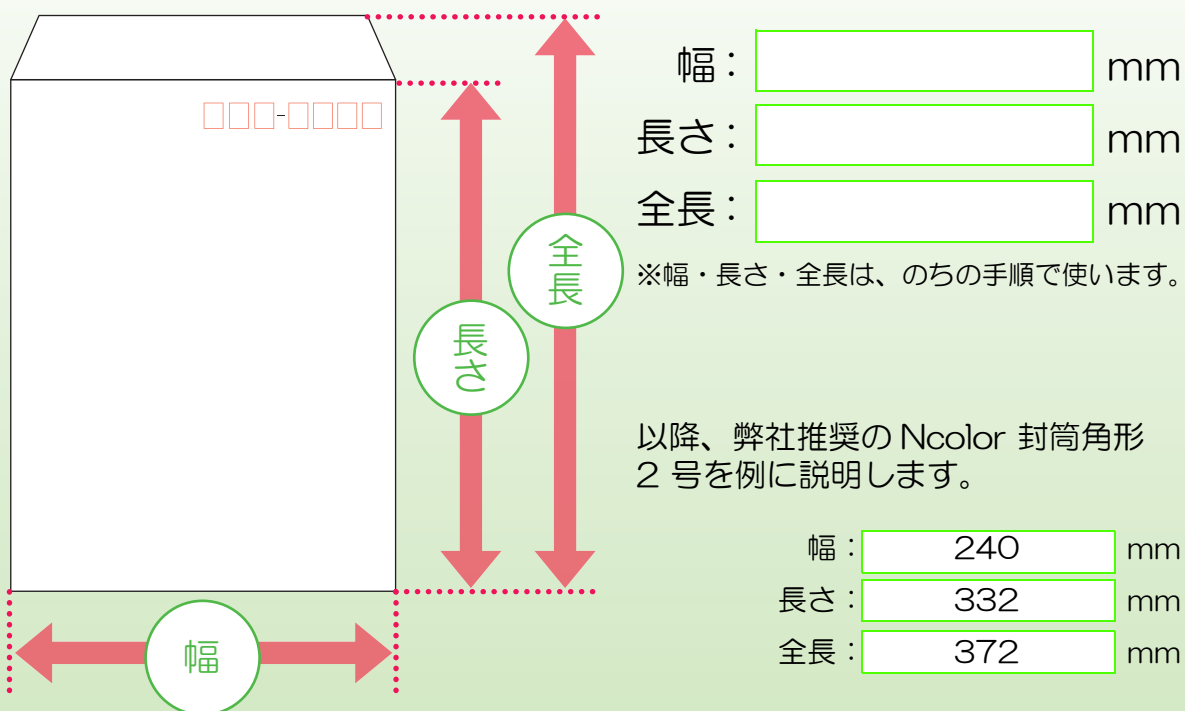 幅： mm
長さ： mm
全長： mm
※幅・長さ・全長は、のちの手順で使います。
全長
長さ
幅
以降、弊社推奨の Ncolor 封筒角形
2 号を例に説明します。
幅： 240 mm
長さ： 332 mm
全長： 372 mm